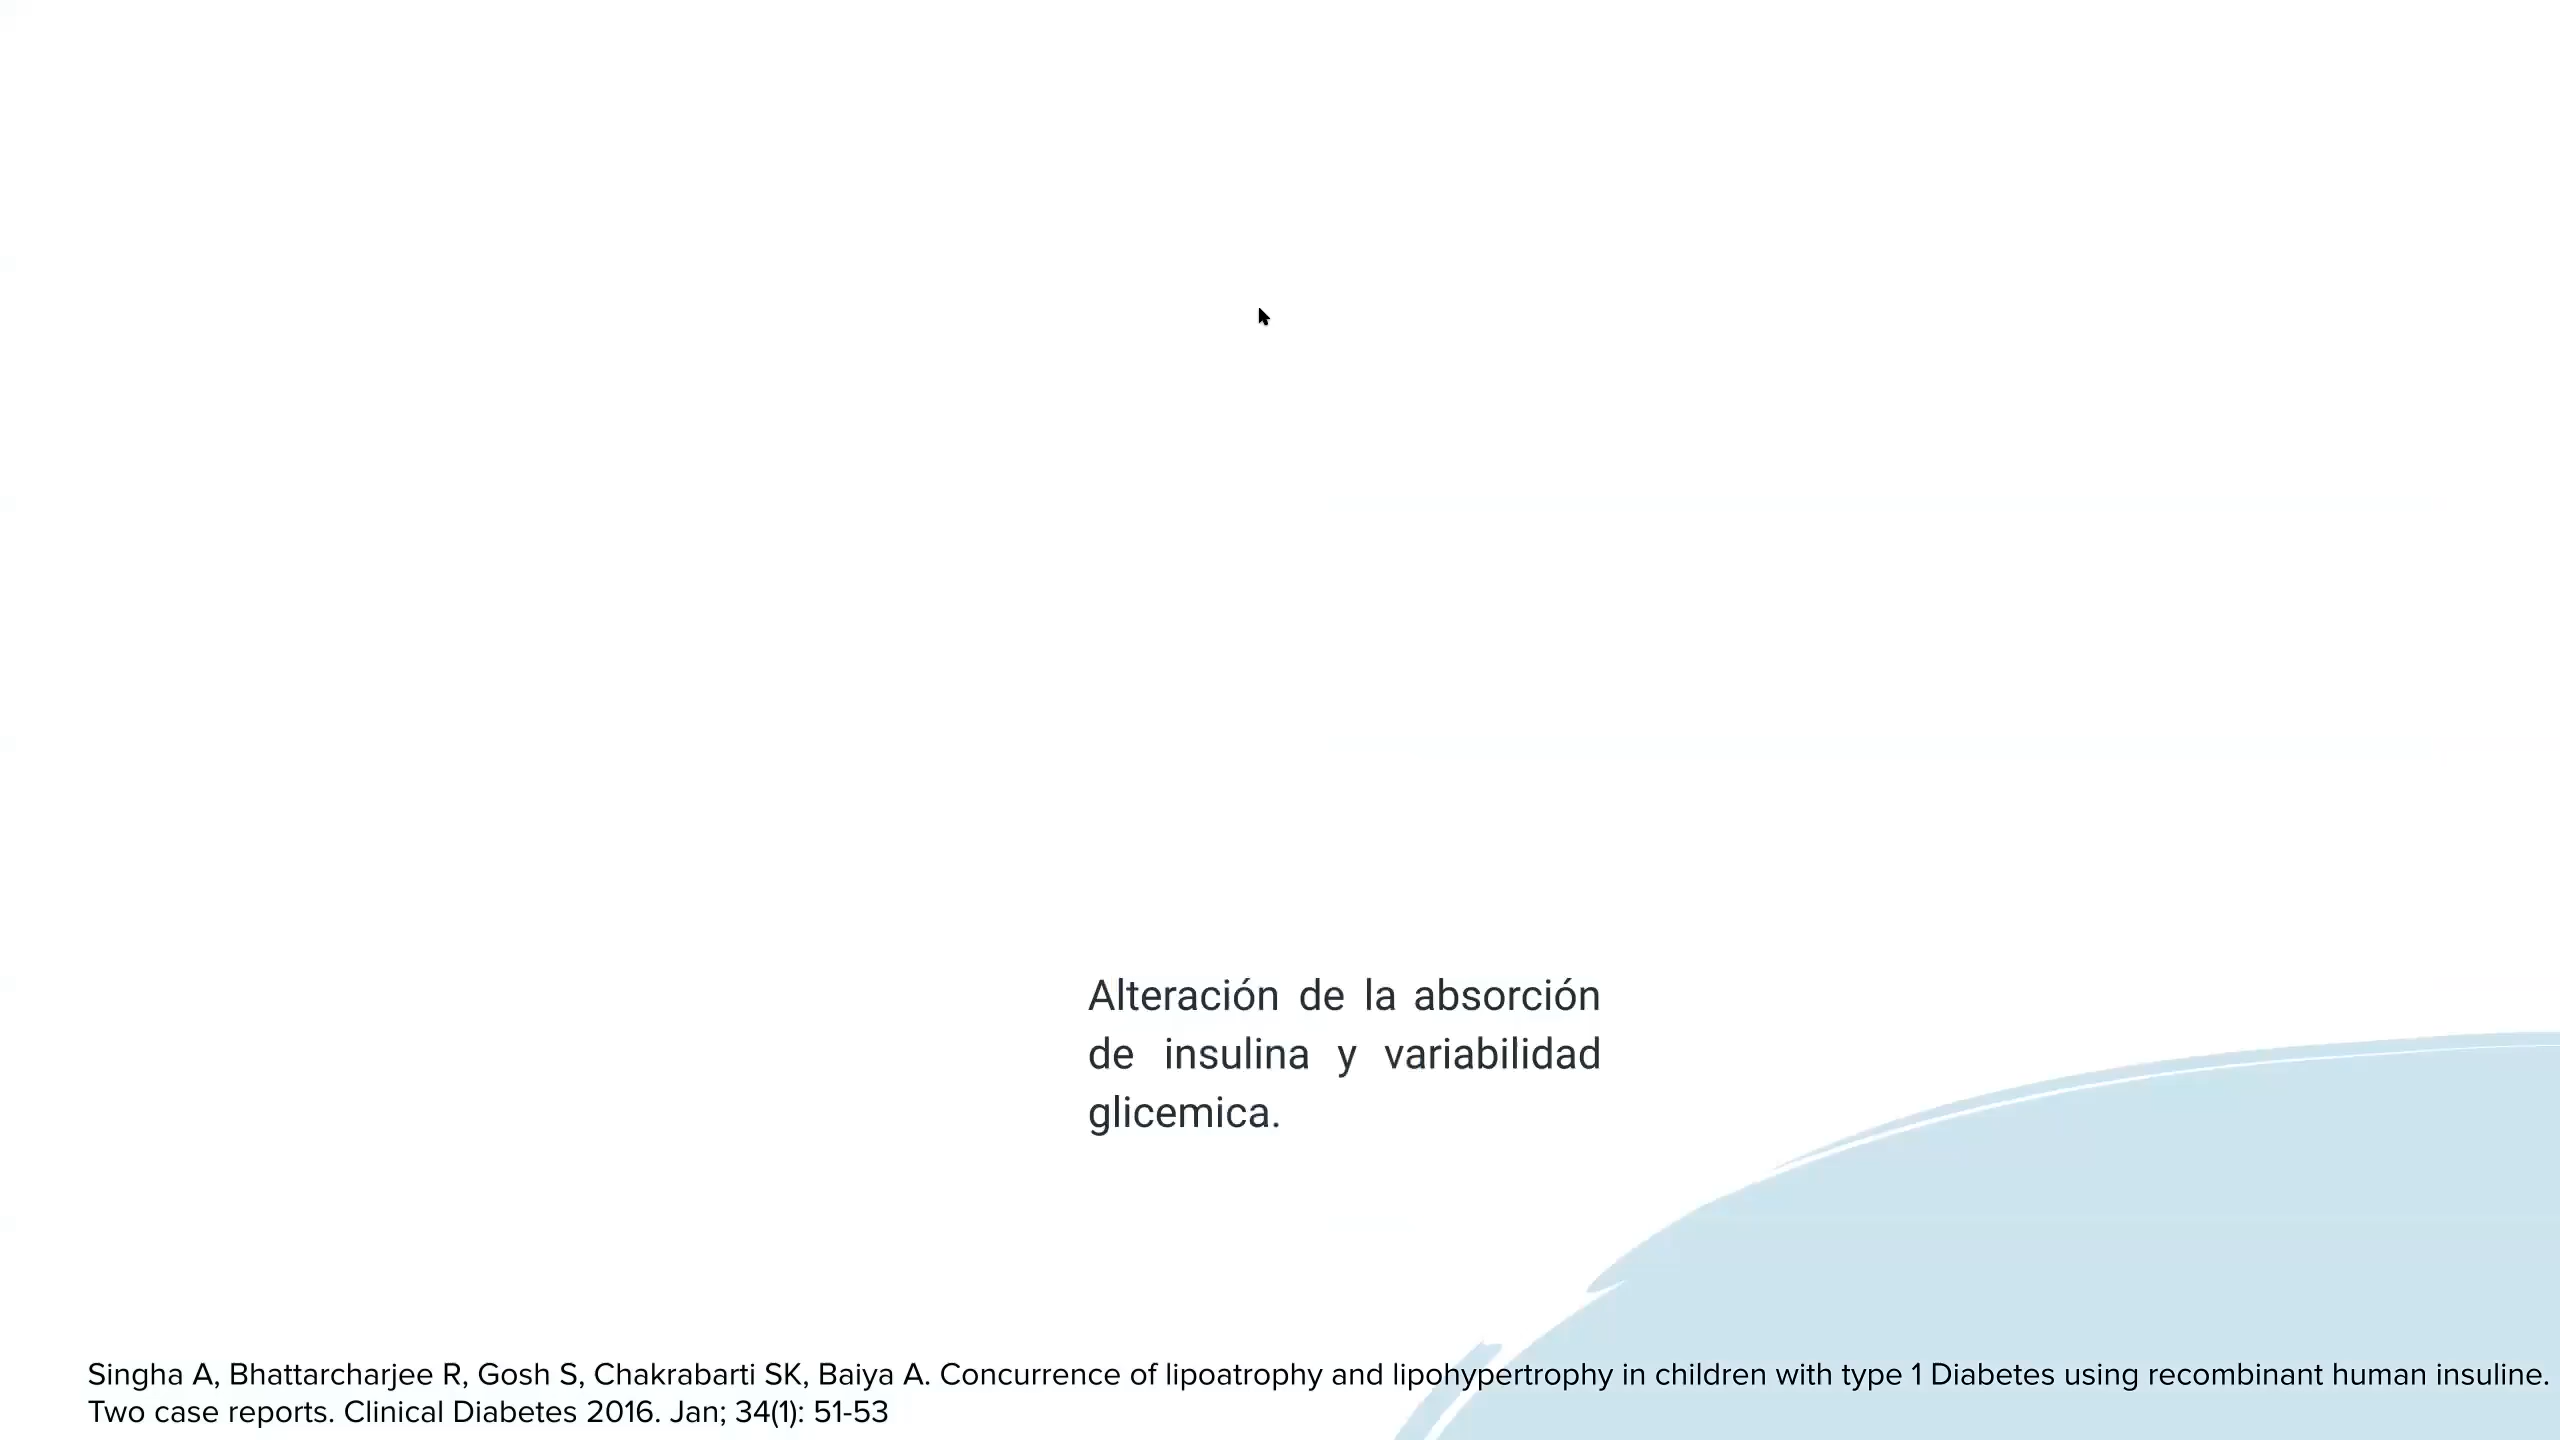 Alteración de la absorción
de insulina y variabilidad
glicemica.
Singha A, Bhattarcharjee R, Gosh S, Chakrabarti SK, Baiya A. Concurrence of lipoatrophy and lipohypertrophy in children with type 1 Diabetes using recombinant human insuline.
Two case reports. Clinical Diabetes 2016. Jan; 34(1): 51-53